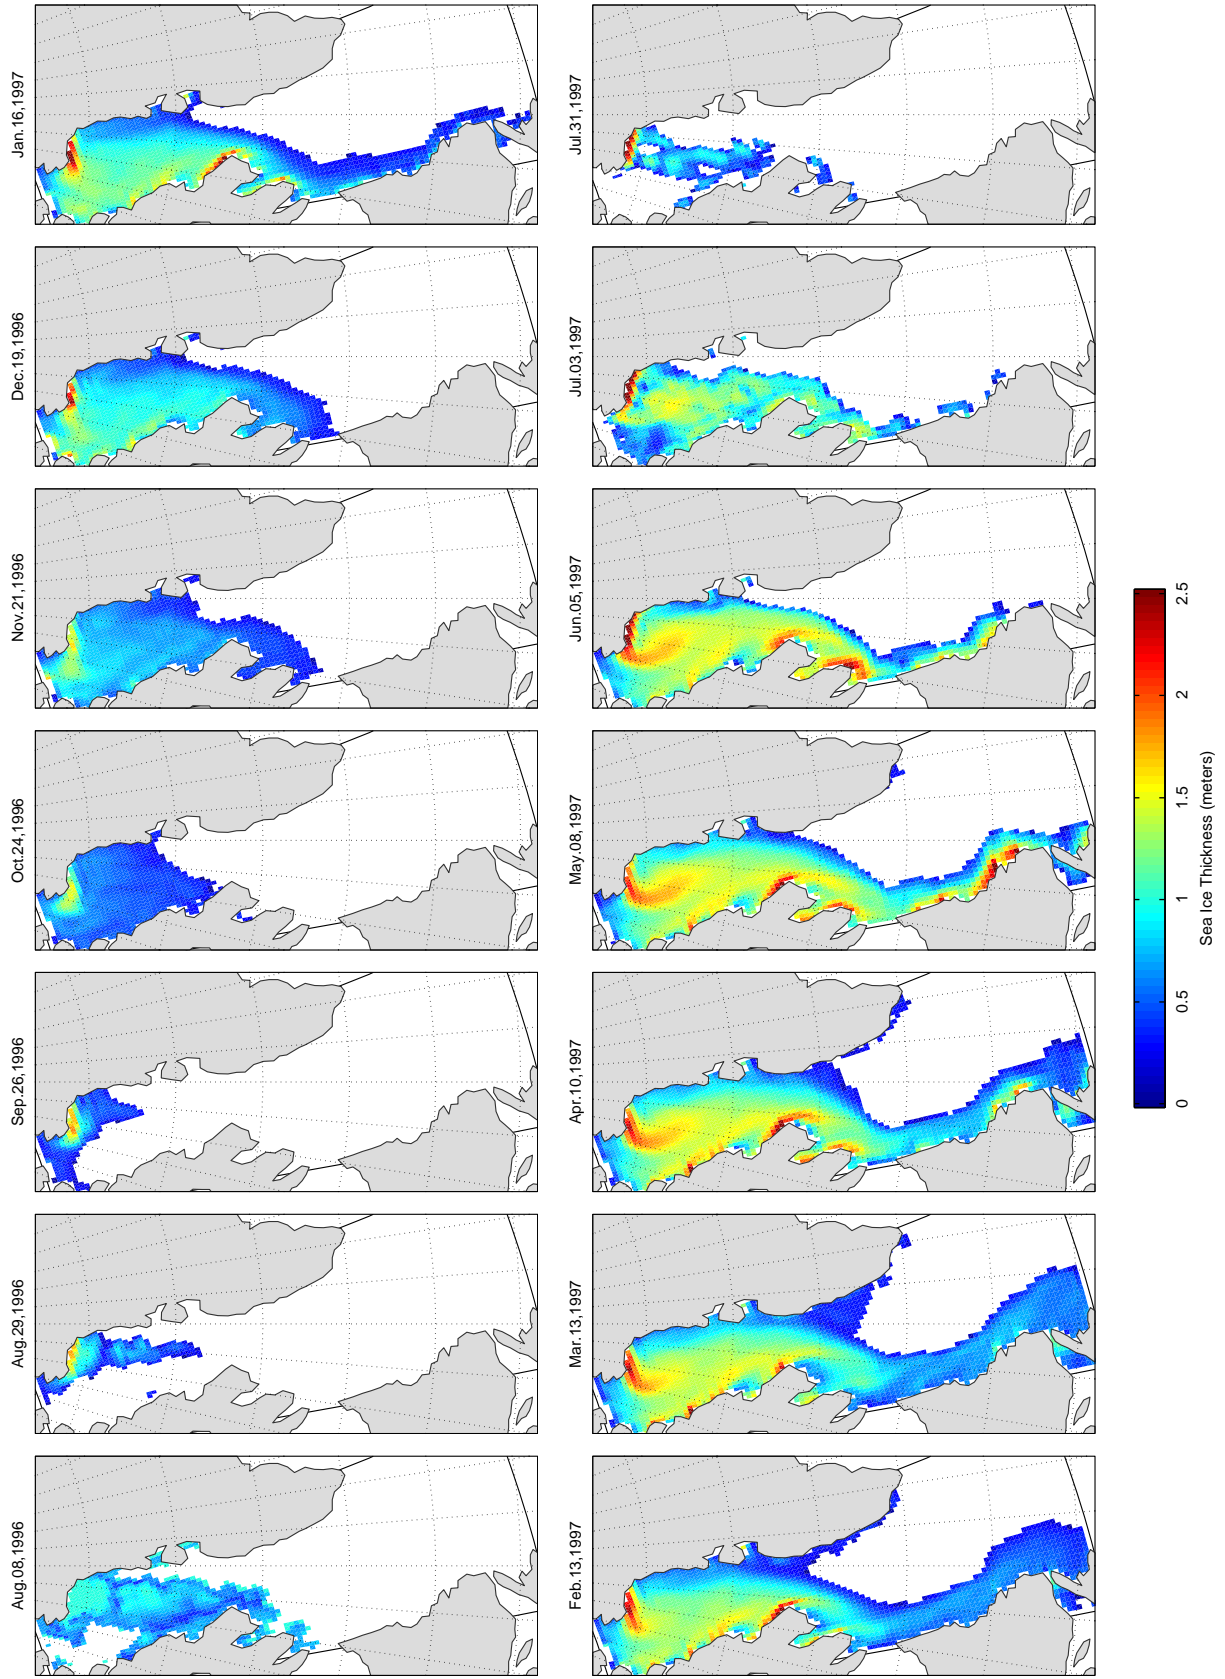 Aug.08,1996
Aug.29,1996
Sep.26,1996
Oct.24,1996
Nov.21,1996
Dec.19,1996
Jan.16,1997
Feb.13,1997
Mar.13,1997
Apr.10,1997
May.08,1997
Jun.05,1997
Jul.03,1997
Jul.31,1997
0 0.5 1 1.5 2 2.5
Sea Ice Thickness (meters)